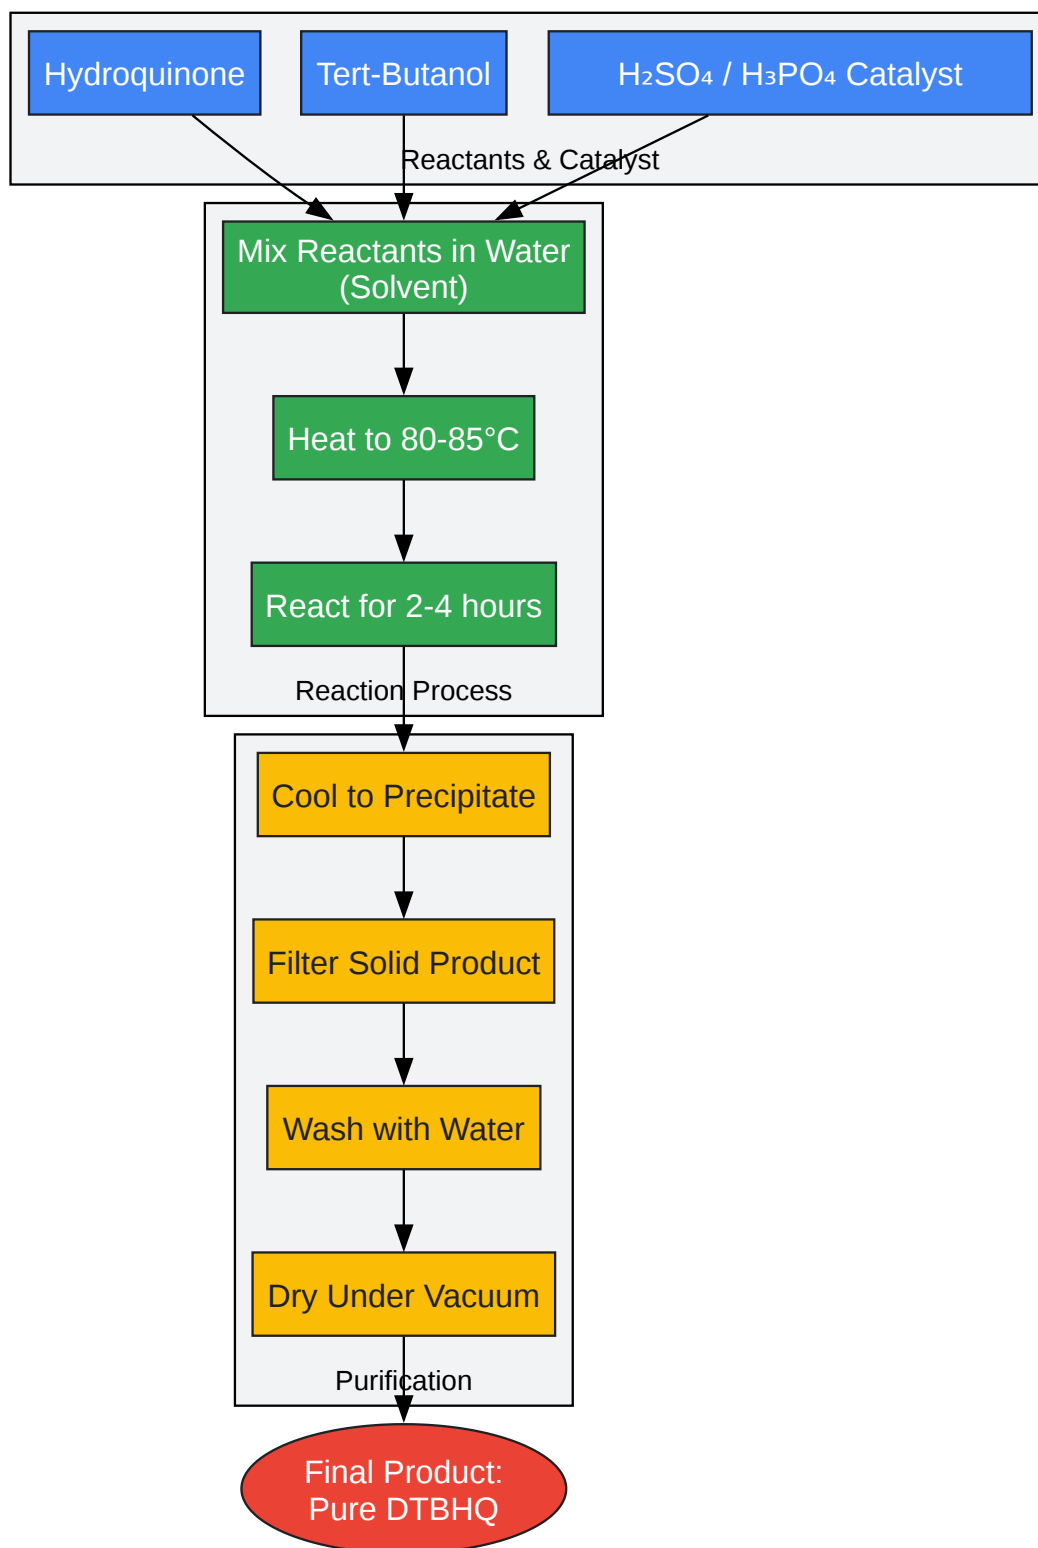 Hydroquinone
Tert-Butanol
H₂SO₄ / H₃PO₄ Catalyst
Reactants & Catalyst
Mix Reactants in Water
(Solvent)
Heat to 80-85°C
React for 2-4 hours
Reaction Process
Cool to Precipitate
Filter Solid Product
Wash with Water
Dry Under Vacuum
Purification
Final Product:
Pure DTBHQ